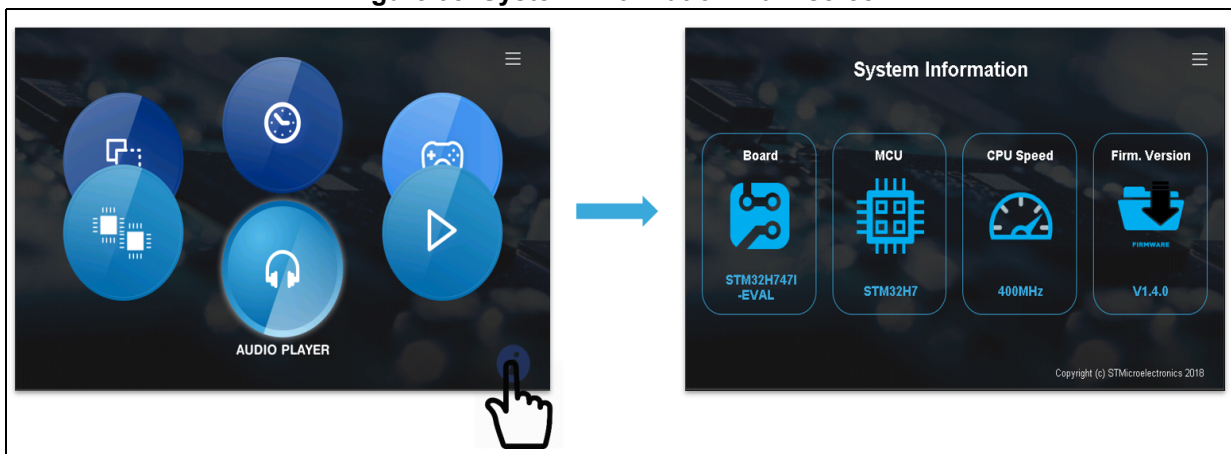 AUDIO PLAYER
System Information
Board
MCU
CPU Speed
Firm. Version
FIRMWARE
STM32H747I
-EVAL
STM32H7
400MHz
V1.4.0
Copyright (c) STMicroelectronics 2018